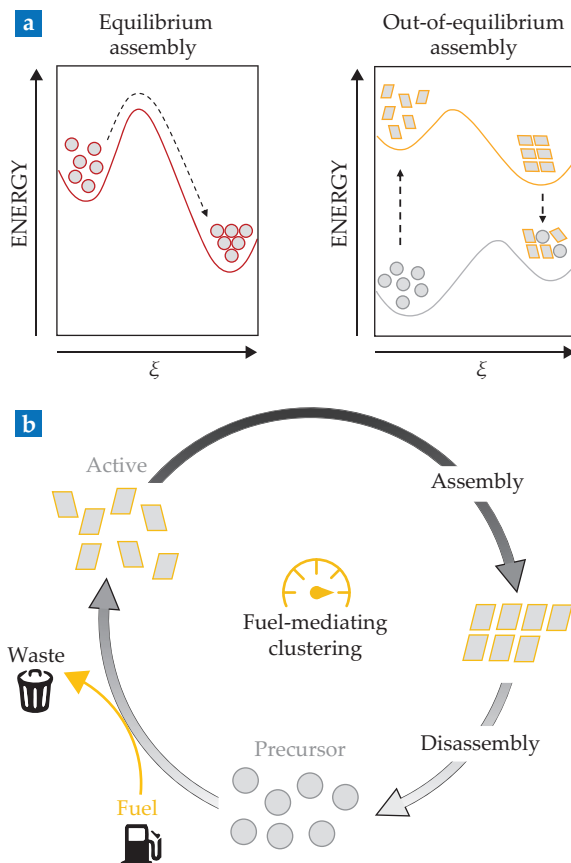 a
Equilibrium
assembly
ENERGY
ξ
Out-of-equilibrium
assembly
ENERGY
ξ
b
Active
Assembly
Fuel-mediating
clustering
Waste
Disassembly
Precursor
Fuel